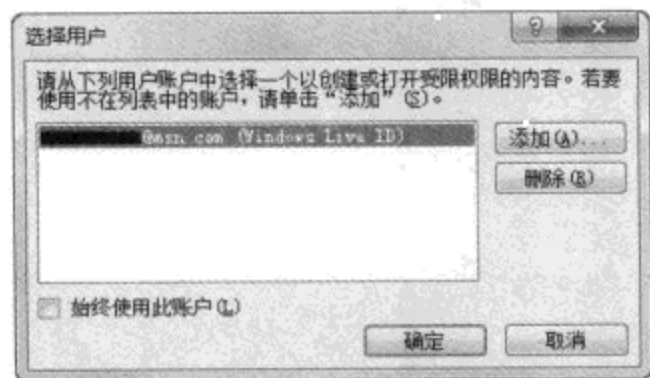 选择用户
请从下列用户账户中选择一个以创建或打开受限权限的内容。若要
使用不在列表中的账户，请单击“添加”(S)。
@msn.com (Windows Live ID)
添加(A)...
删除(R)
始终使用此账户(L)
确定
取消